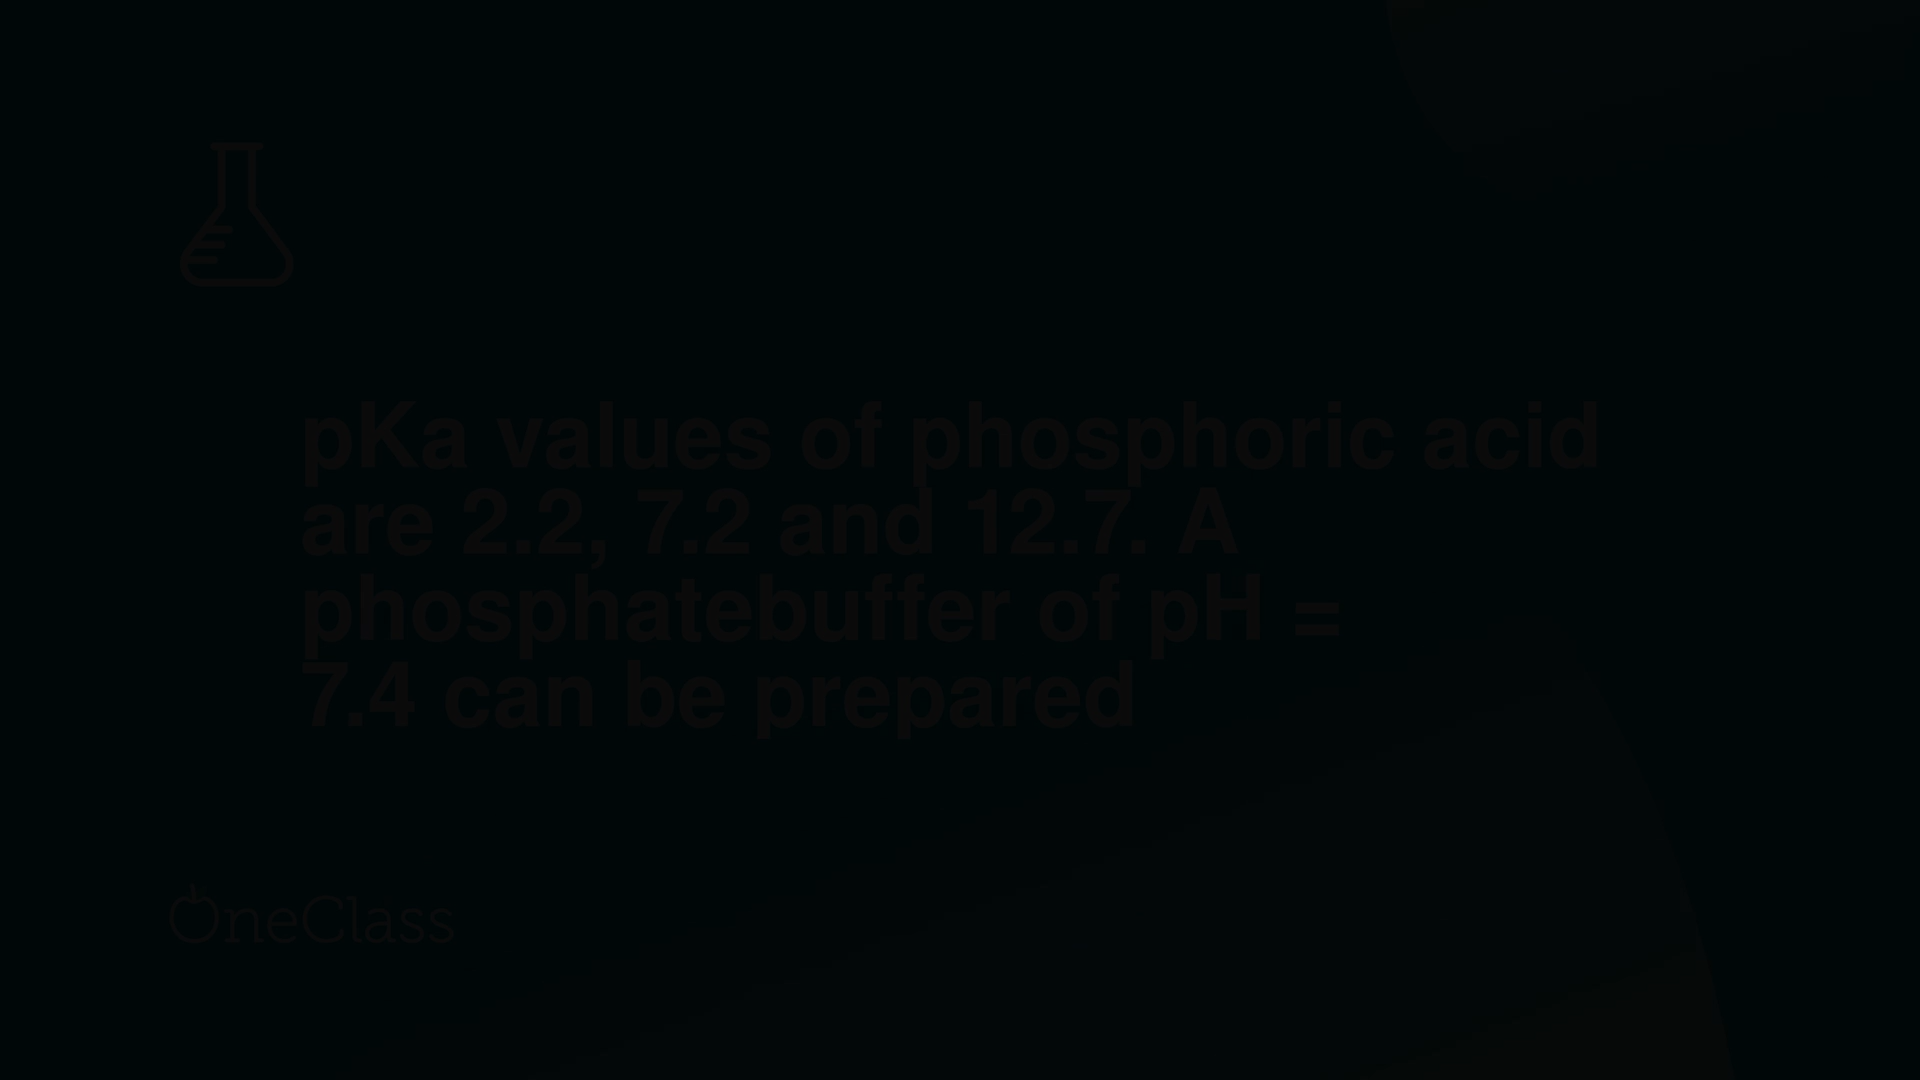 pKa values of phosphoric acid
are 2.2, 7.2 and 12.7. A
phosphatebuffer of pH =
7.4 can be prepared
OneClass